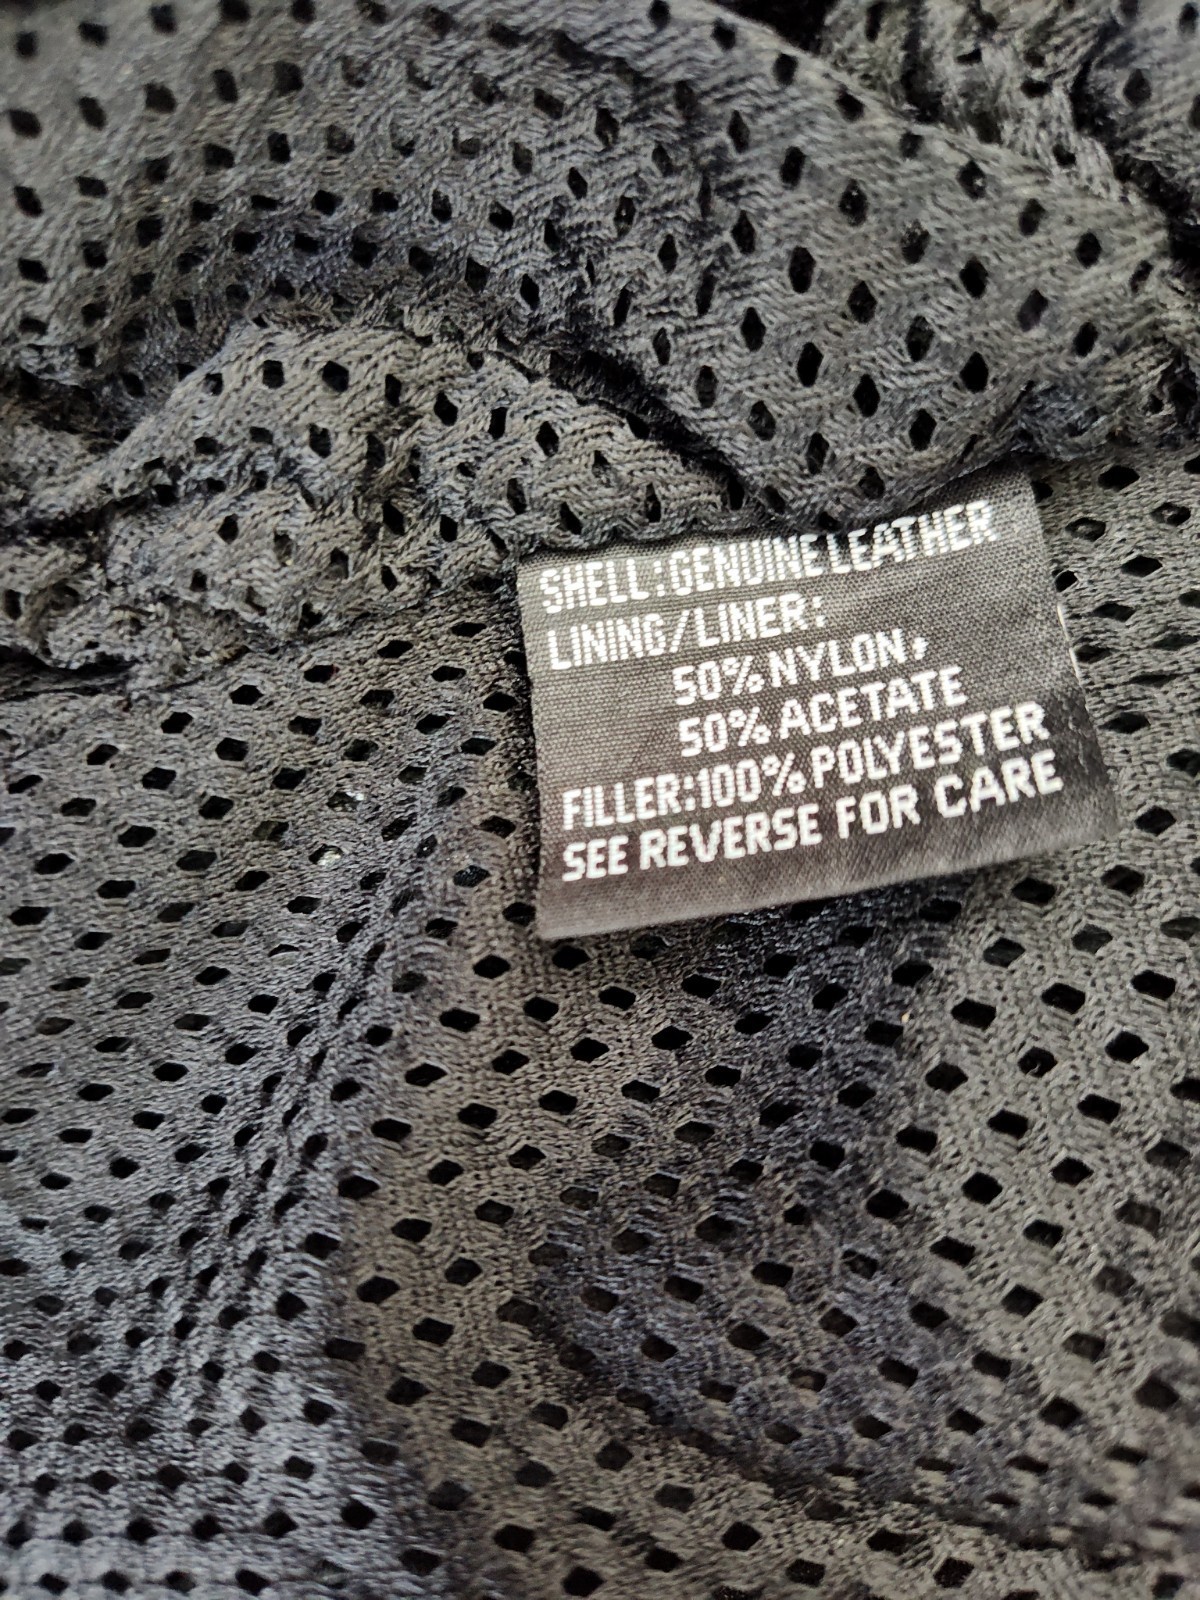 SHELL:GENUINE LEATHER
LINING/LINER:
50% NYLON,
50% ACETATE
FILLER:100% POLYESTER
SEE REVERSE FOR CARE